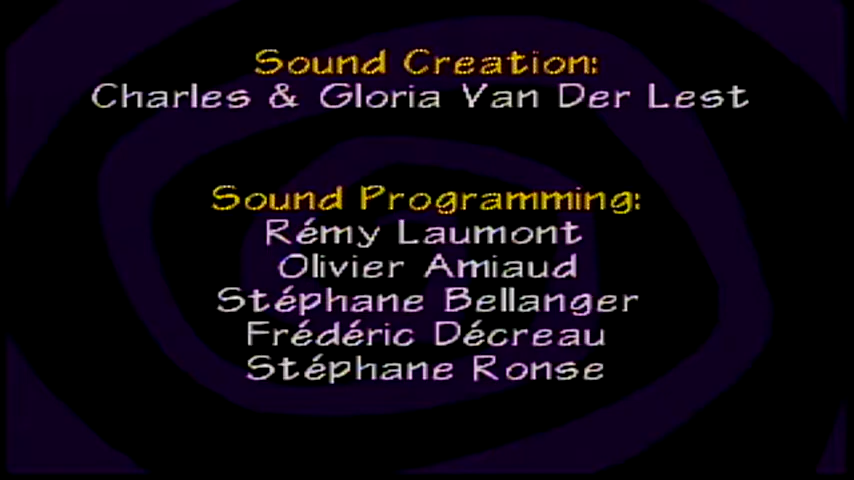 Sound Creation:
Charles & Gloria Van Der Lest
Sound Programming:
Rémy Laumont
Olivier Amiaud
Stéphane Bellanger
Frédéric Décreau
Stéphane Ronse